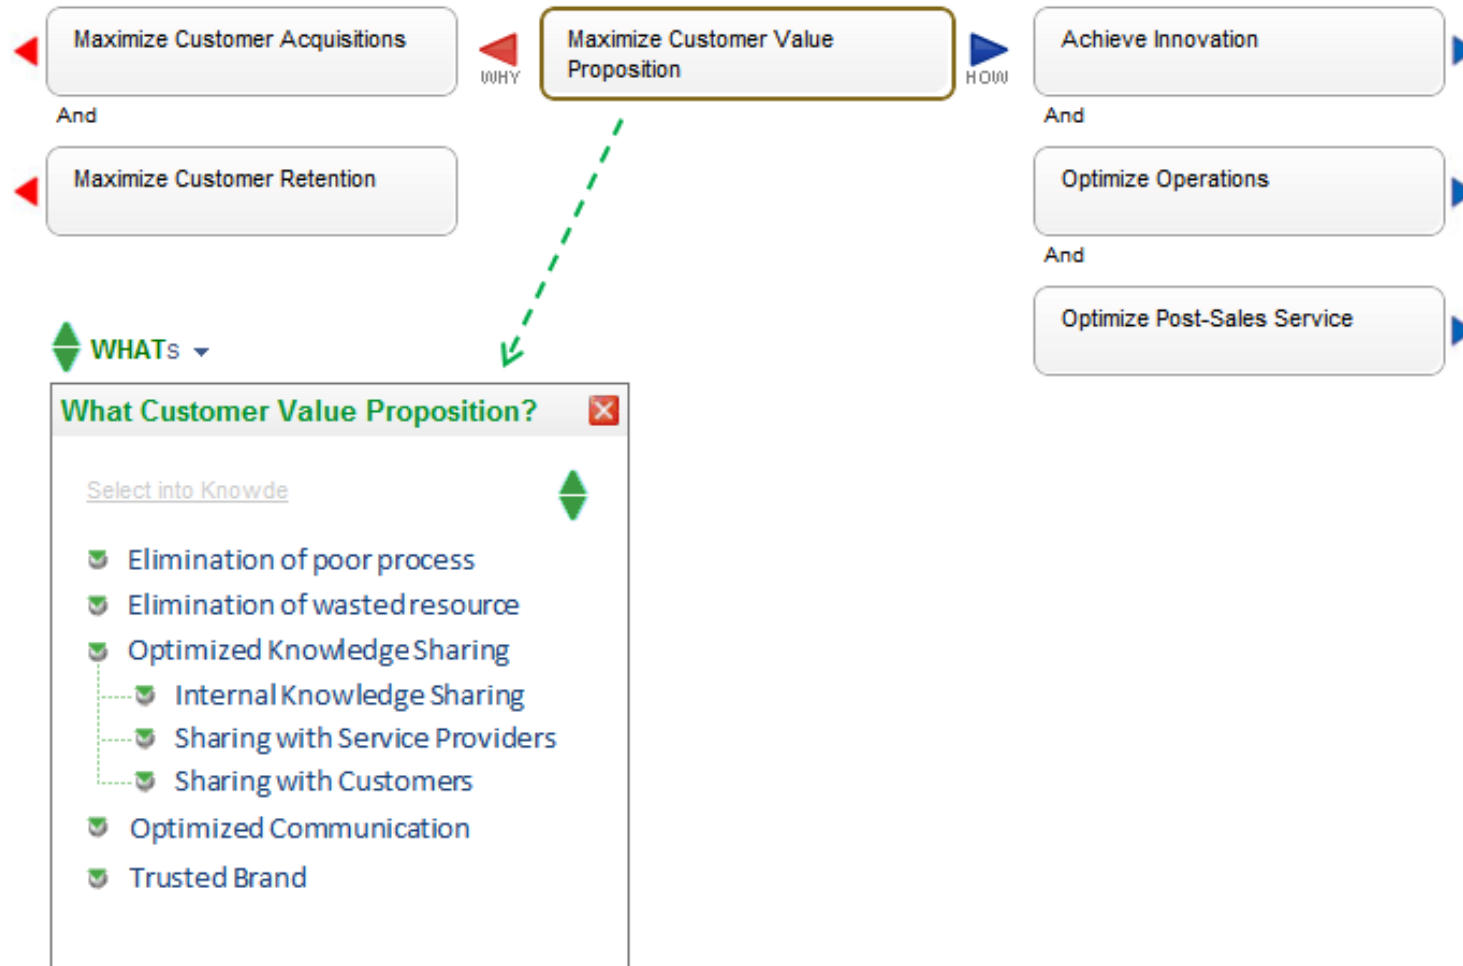 Maximize Customer Acquisitions
And
Maximize Customer Retention
WHY
Maximize Customer Value
Proposition
HOW
Achieve Innovation
And
Optimize Operations
And
Optimize Post-Sales Service
WHATs
What Customer Value Proposition?
Select into Knowde
Elimination of poor process
Elimination of wasted resource
Optimized Knowledge Sharing
Internal Knowledge Sharing
Sharing with Service Providers
Sharing with Customers
Optimized Communication
Trusted Brand